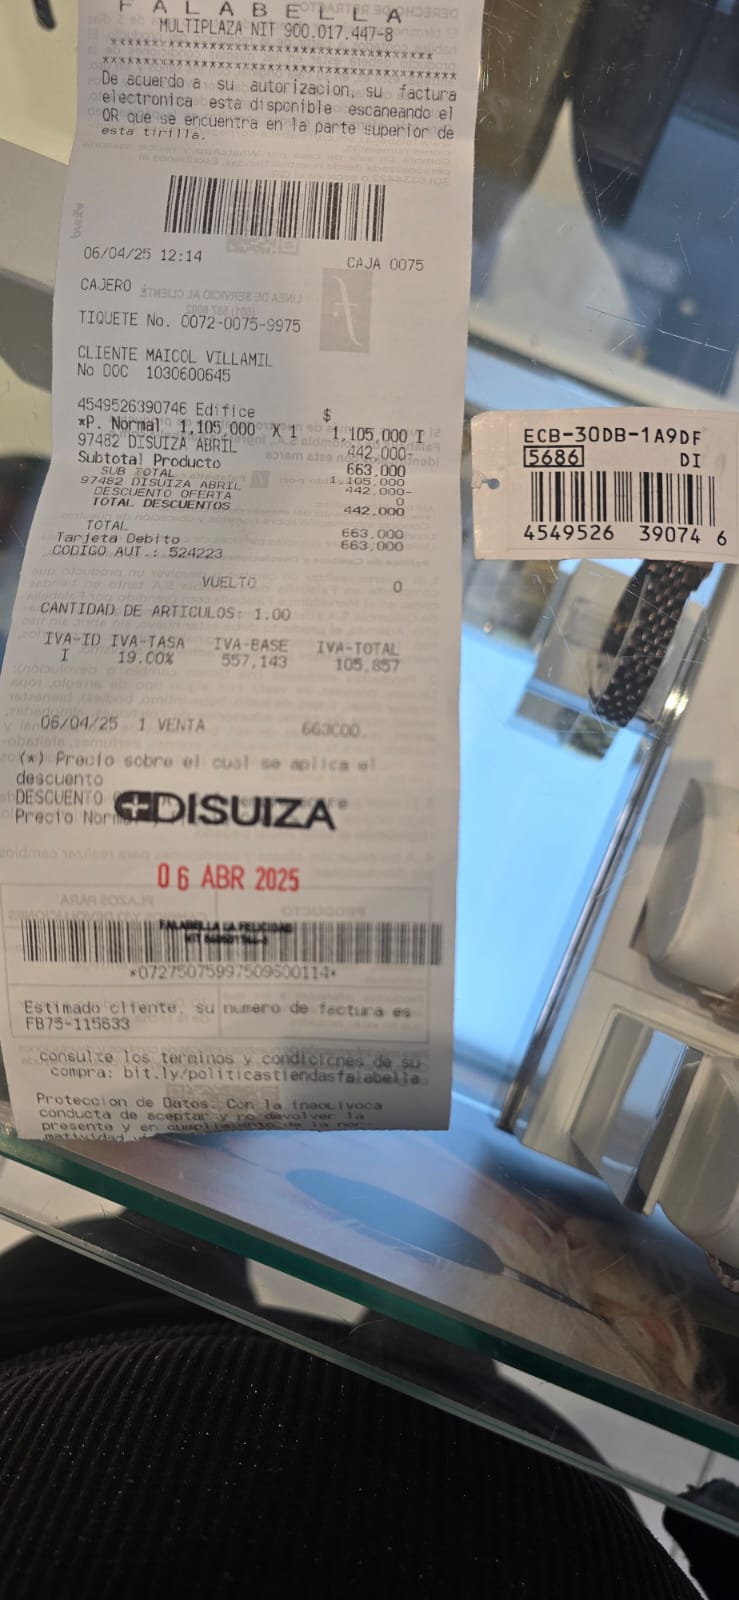 FALABELLA
MULTIPLAZA NIT 900.017.447-8
De acuerdo a su autorizacion, su factura
electronica esta disponible escaneando el
QR que se encuentra en la parte superior de
esta tirilla.
06/04/25 12:14 CAJA 0075
CAJERO :
TIQUETE No. 0072-0075-9975
CLIENTE MAICOL VILLAMIL
No DOC 1030600645
4549526390746 Edifice $
*P. Normal 1,105,000 X 1 1,105,000 I
97482 DISUIZA ABRIL 442,000-
Subtotal Producto 663,000
SUB TOTAL 1,105,000
97482 DISUIZA ABRIL 442,000-
DESCUENTO OFERTA 0
TOTAL DESCUENTOS 442,000
TOTAL 663,000
Tarjeta Debito 663,000
CODIGO AUT.: 524223
VUELTO 0
CANTIDAD DE ARTICULOS: 1.00
IVA-ID IVA-TASA IVA-BASE IVA-TOTAL
I 19.00% 557,143 105,857
06/04/25 1 VENTA 663000
(*) Precio sobre el cual se aplica el
descuento
DESCUENTO
Precio Norm
DISUIZA
06 ABR 2025
FALABELLA LA FELICIDAD
*07275075997509600114*
Estimado cliente, su numero de factura es
FB75-115633
consulte los terminos y condiciones de su
compra: bit.ly/politicastiendasfalabella
Proteccion de Datos. Con la inequivoca
conducta de aceptar y no devolver la
presente y en cumplimiento de la nor
matividad
ECB-30DB-1A9DF
5686 DI
4549526 39074 6